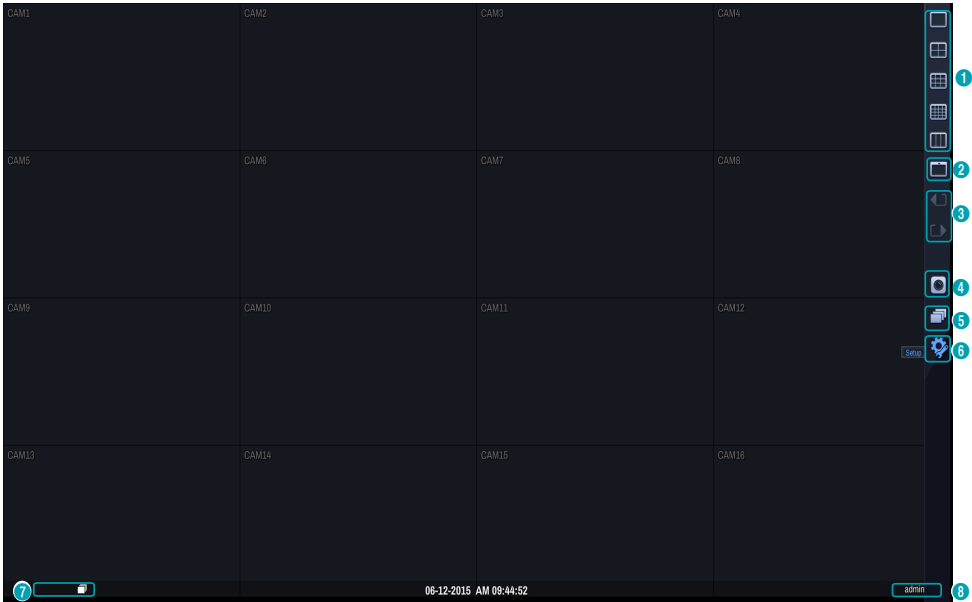 CAM1 CAM2 CAM3 CAM4
1
2
CAM5 CAM6 CAM7 CAM8
3
4
CAM9 CAM10 CAM11 CAM12
5
Setup 6
CAM13 CAM14 CAM15 CAM16
7 06-12-2015 AM 09:44:52 admin 8